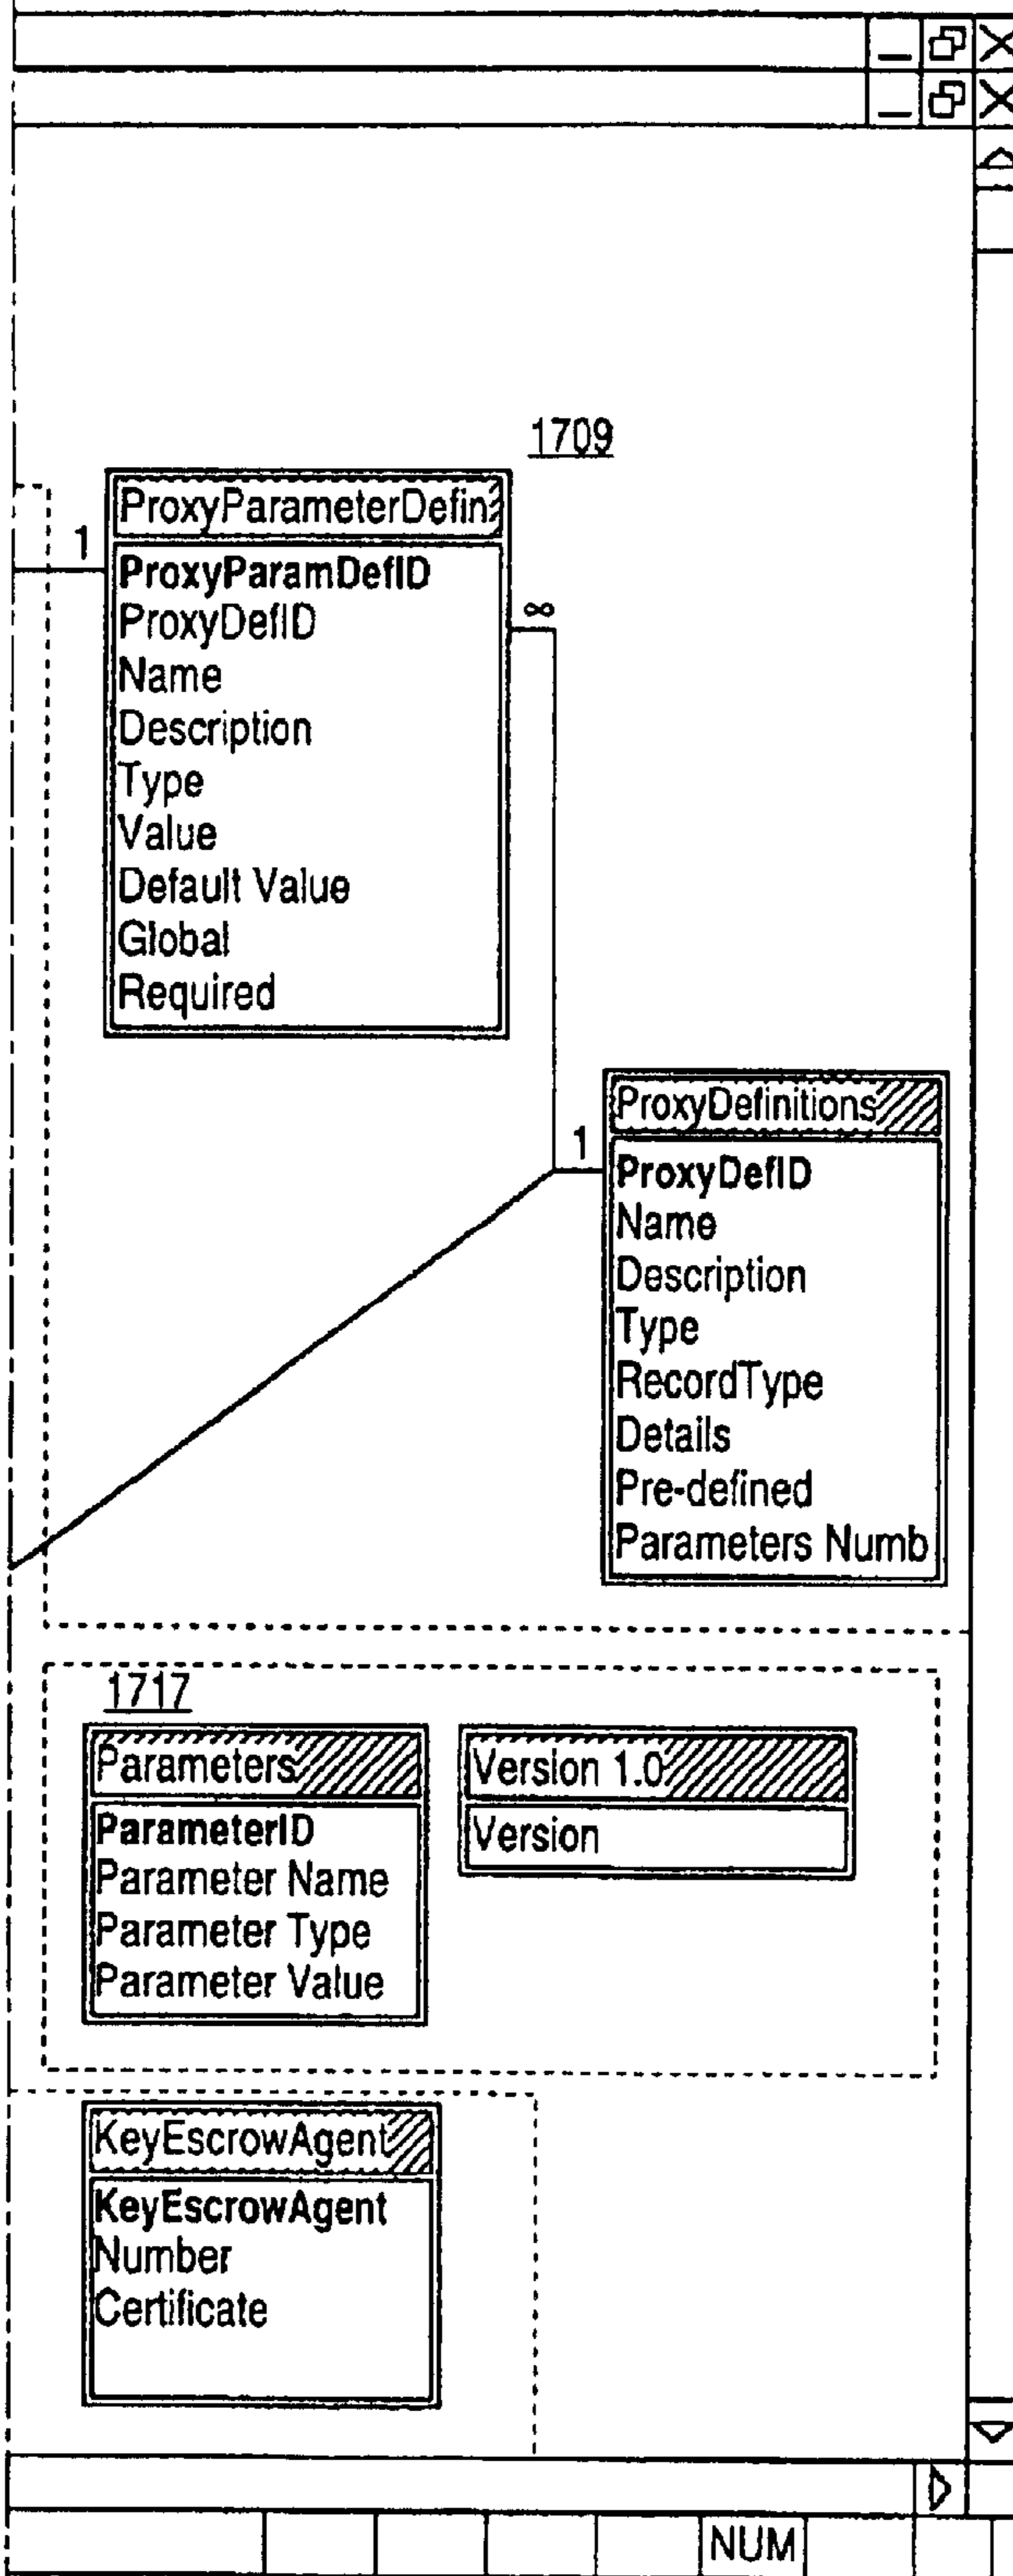 1709
ProxyParameterDefin
1
ProxyParamDefID
ProxyDefID
∞
Name
Description
Type
Value
Default Value
Global
Required
ProxyDefinitions
1
ProxyDefID
Name
Description
Type
RecordType
Details
Pre-defined
Parameters Numb
1717
Parameters
Version 1.0
ParameterID
Version
Parameter Name
Parameter Type
Parameter Value
KeyEscrowAgent
KeyEscrowAgent
Number
Certificate
NUM